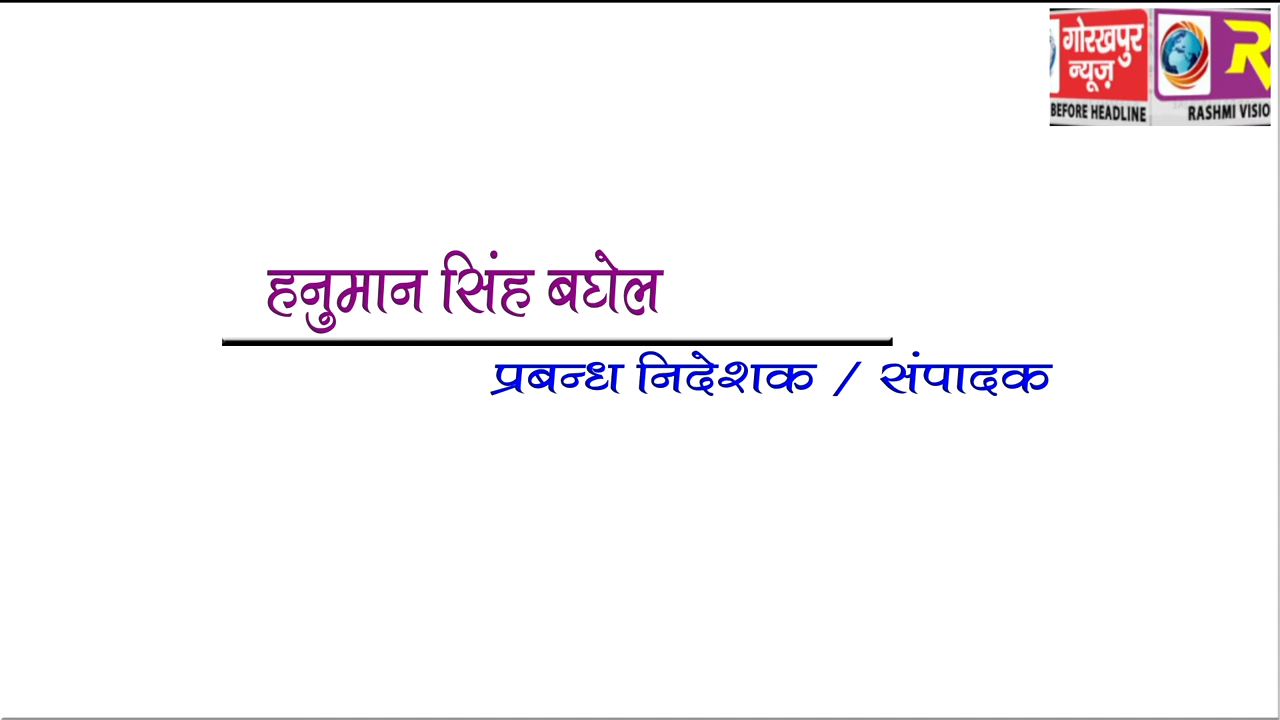 गोरखपुर
न्यूज़
BEFORE HEADLINE
R
RASHMI VISIO
हनुमान सिंह बघेल
प्रबन्ध निदेशक / संपादक